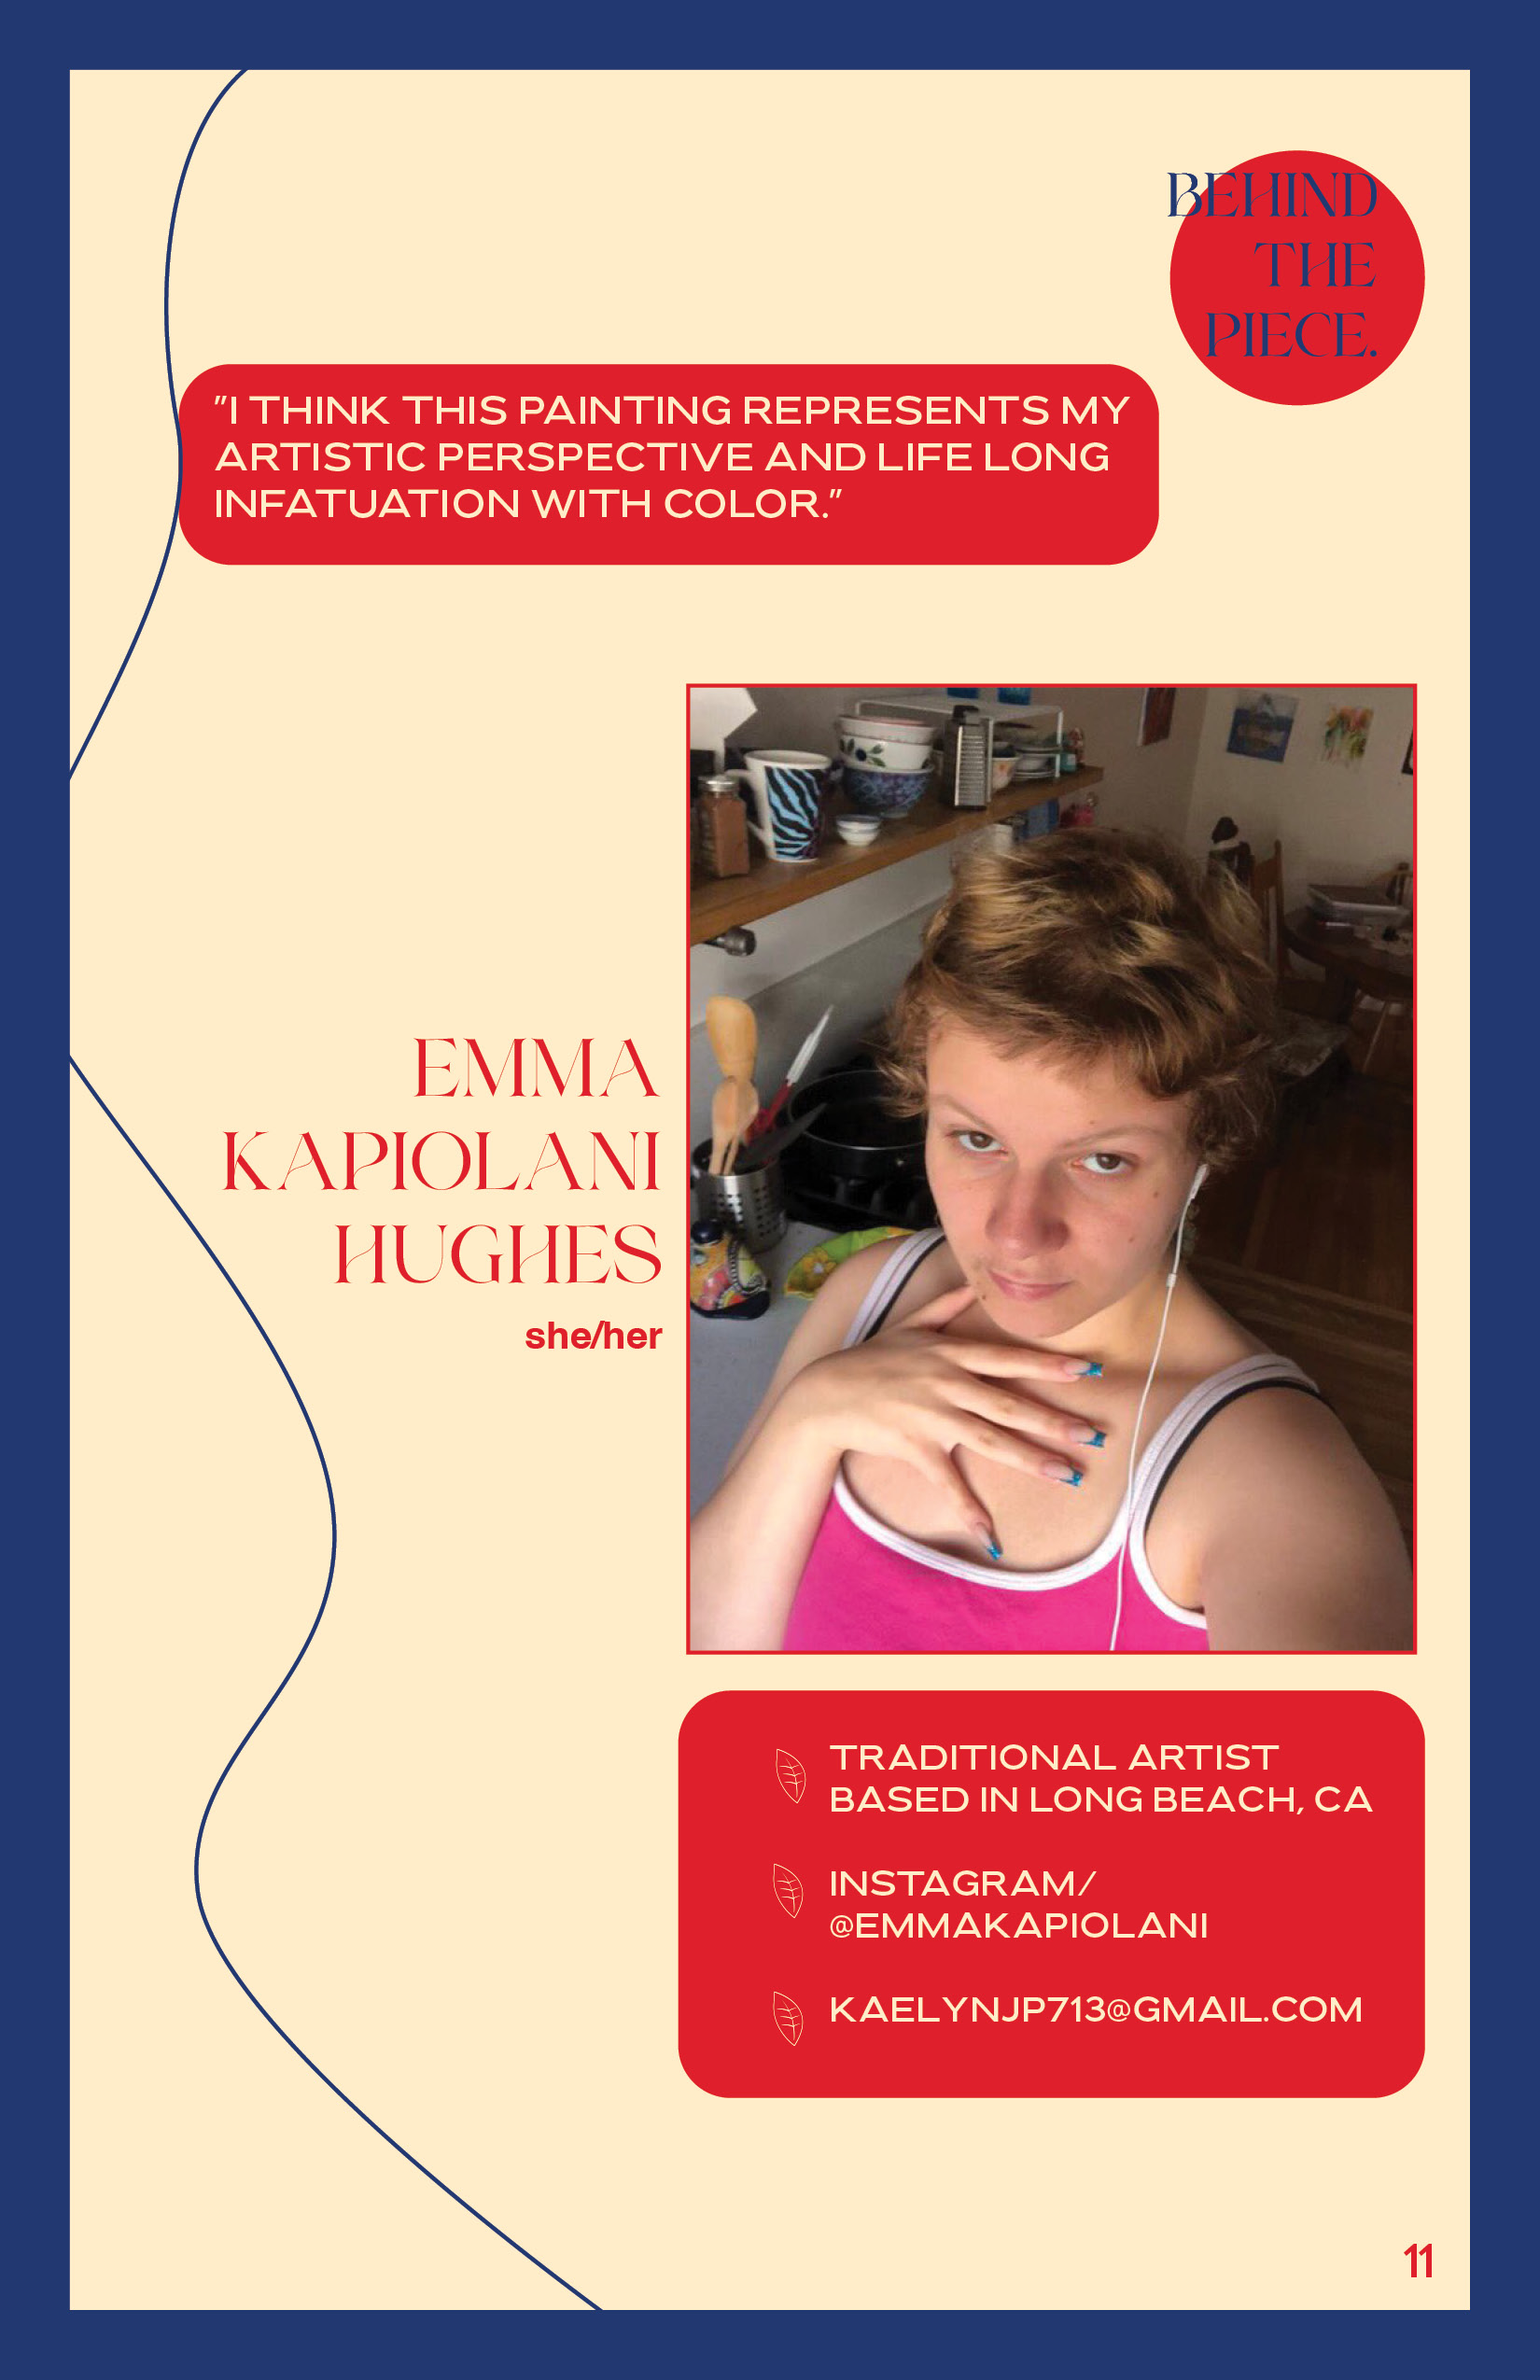 BEHIND
THE
PIECE.
"I THINK THIS PAINTING REPRESENTS MY
ARTISTIC PERSPECTIVE AND LIFE LONG
INFATUATION WITH COLOR."
EMMA
KAPIOLANI
HUGHES
she/her
TRADITIONAL ARTIST
BASED IN LONG BEACH, CA
INSTAGRAM/
@EMMAKAPIOLANI
KAELYNJP713@GMAIL.COM
11